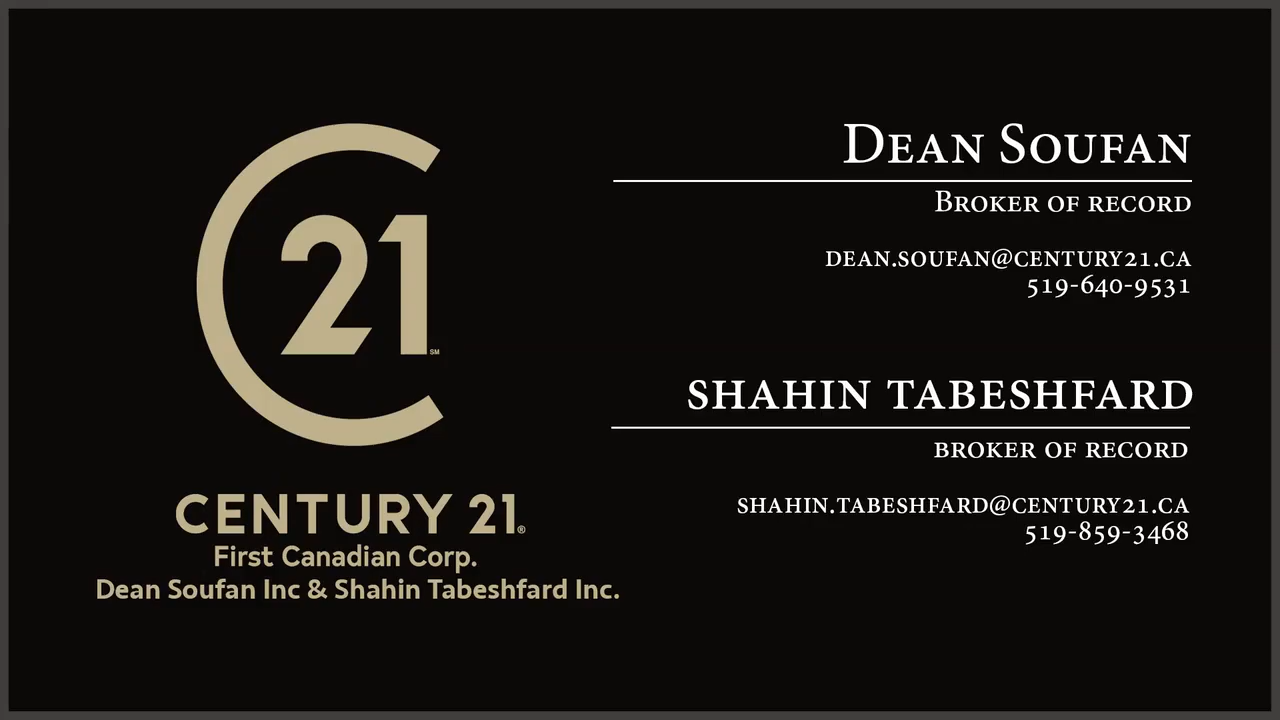 21 SM
CENTURY 21®
First Canadian Corp.
Dean Soufan Inc & Shahin Tabeshfard Inc.
DEAN SOUFAN
BROKER OF RECORD
DEAN.SOUFAN@CENTURY21.CA
519-640-9531
SHAHIN TABESHFARD
BROKER OF RECORD
SHAHIN.TABESHFARD@CENTURY21.CA
519-859-3468